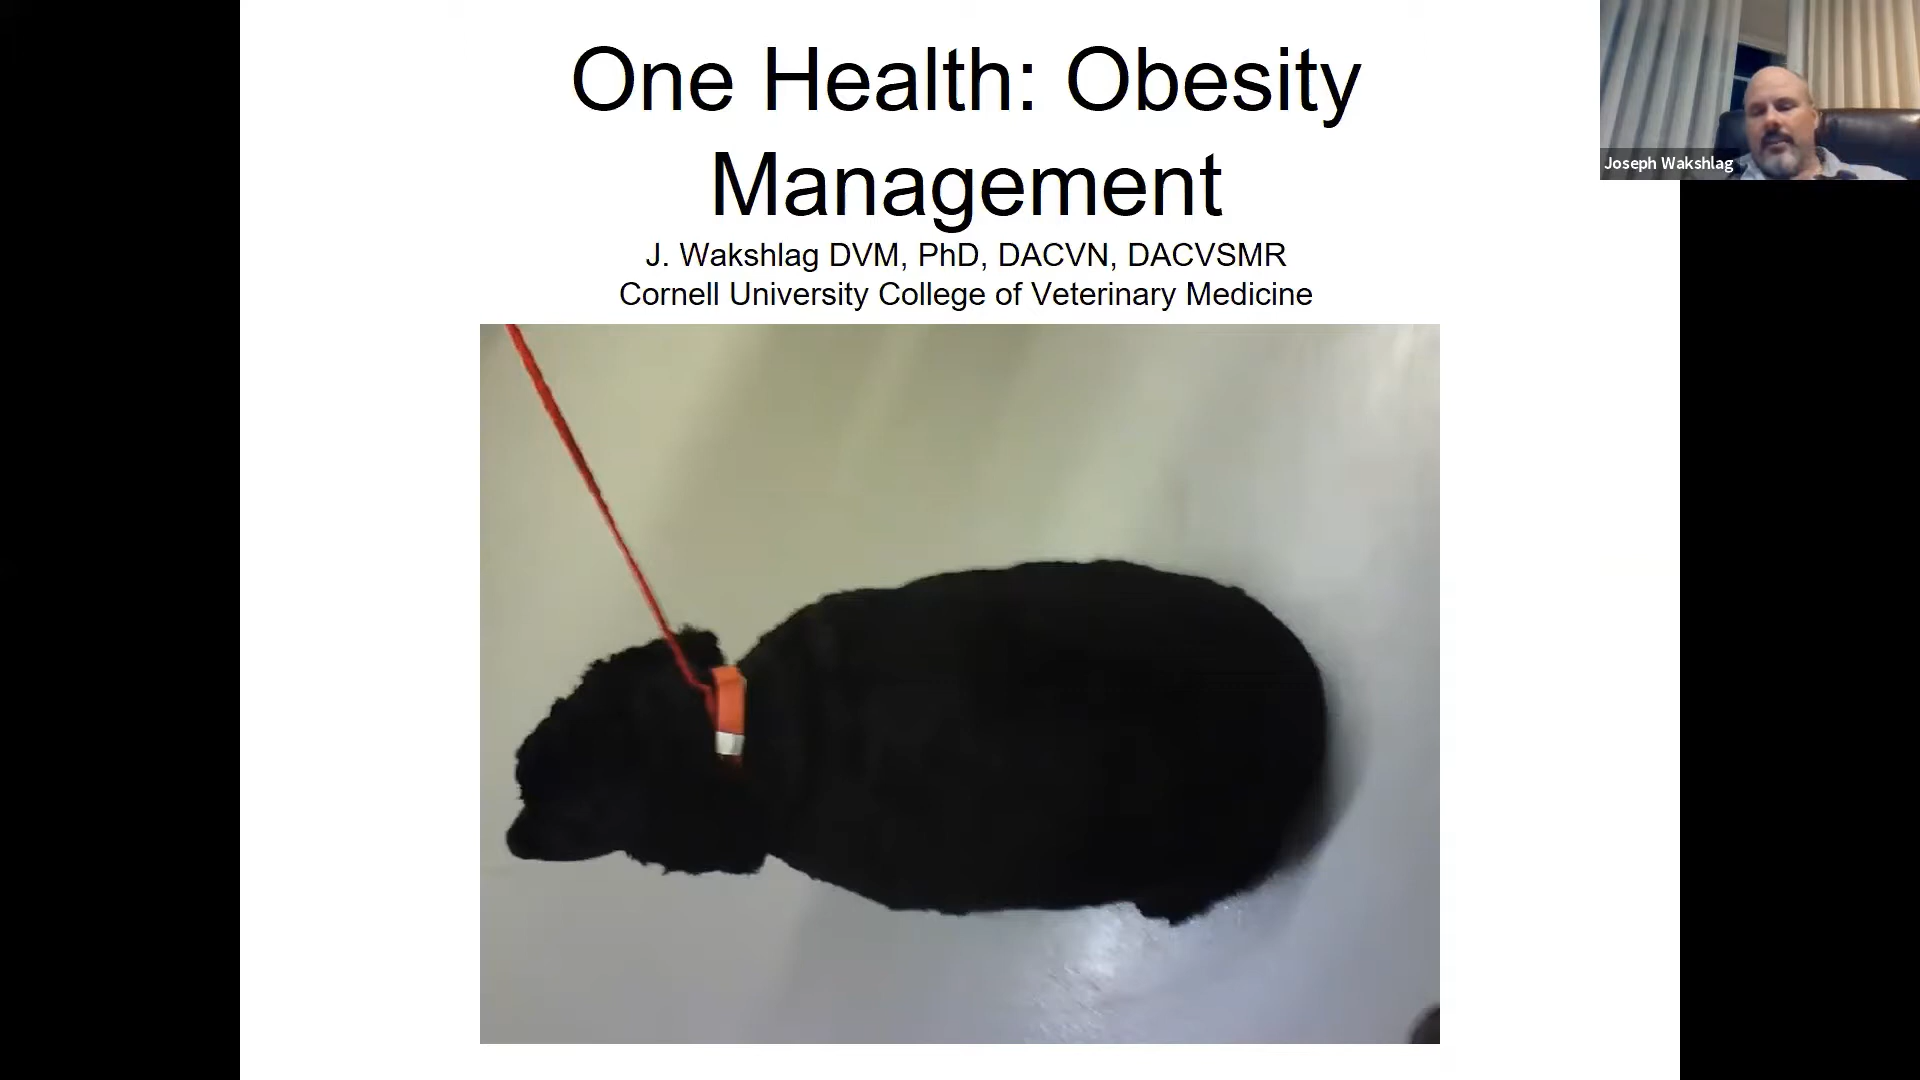 One Health: Obesity
Management
J. Wakshlag DVM, PhD, DACVN, DACVSMR
Cornell University College of Veterinary Medicine
Joseph Wakshlag